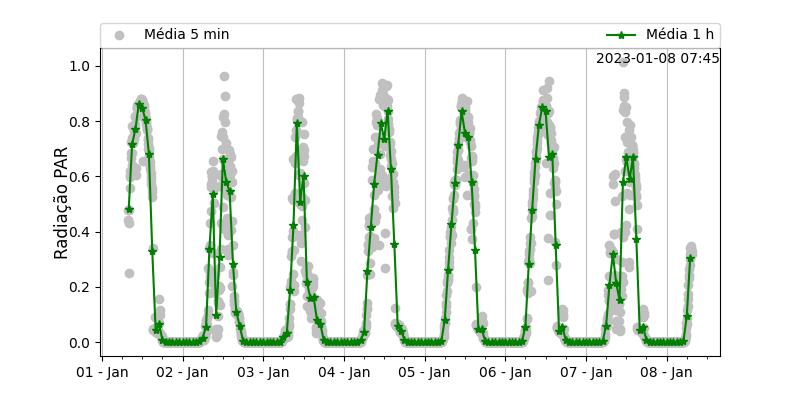 Média 5 min
Média 1 h
2023-01-08 07:45
Radiação PAR
1.0
0.8
0.6
0.4
0.2
0.0
01 - Jan
02 - Jan
03 - Jan
04 - Jan
05 - Jan
06 - Jan
07 - Jan
08 - Jan